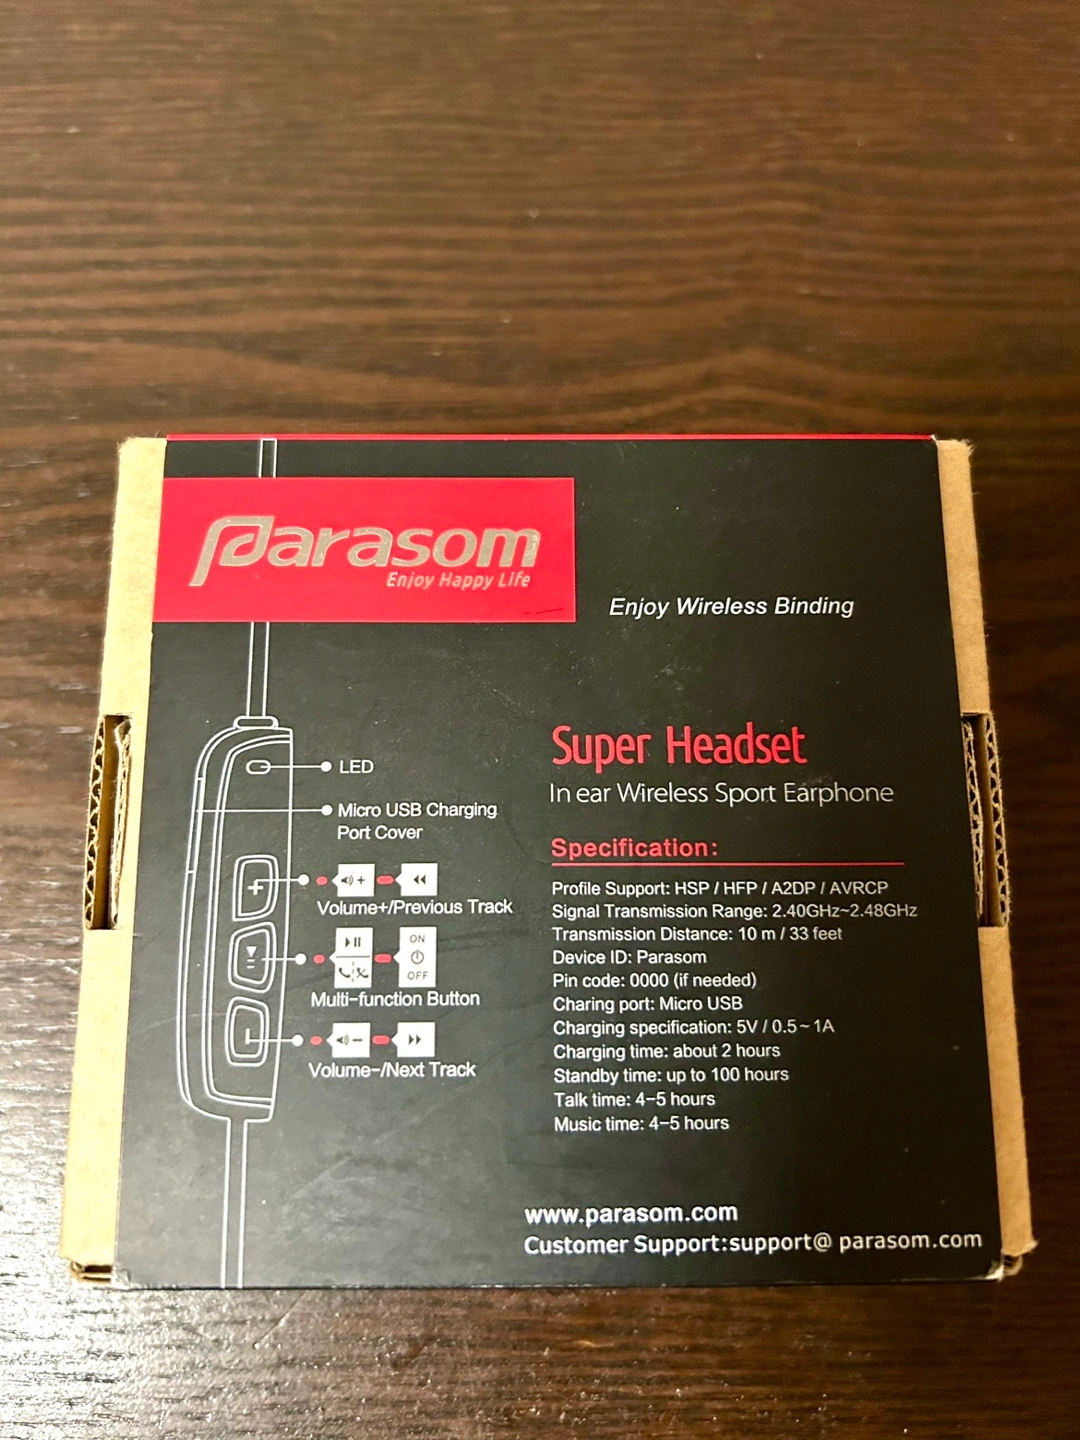 Parasom
Enjoy Happy Life
Enjoy Wireless Binding
LED
Micro USB Charging
Port Cover
+
Volume+/Previous Track
ON
OFF
Multi-function Button
Volume-/Next Track
Super Headset
In ear Wireless Sport Earphone
Specification:
Profile Support: HSP / HFP / A2DP / AVRCP
Signal Transmission Range: 2.40GHz~2.48GHz
Transmission Distance: 10 m / 33 feet
Device ID: Parasom
Pin code: 0000 (if needed)
Charing port: Micro USB
Charging specification: 5V / 0.5~1A
Charging time: about 2 hours
Standby time: up to 100 hours
Talk time: 4-5 hours
Music time: 4-5 hours
www.parasom.com
Customer Support:support@ parasom.com